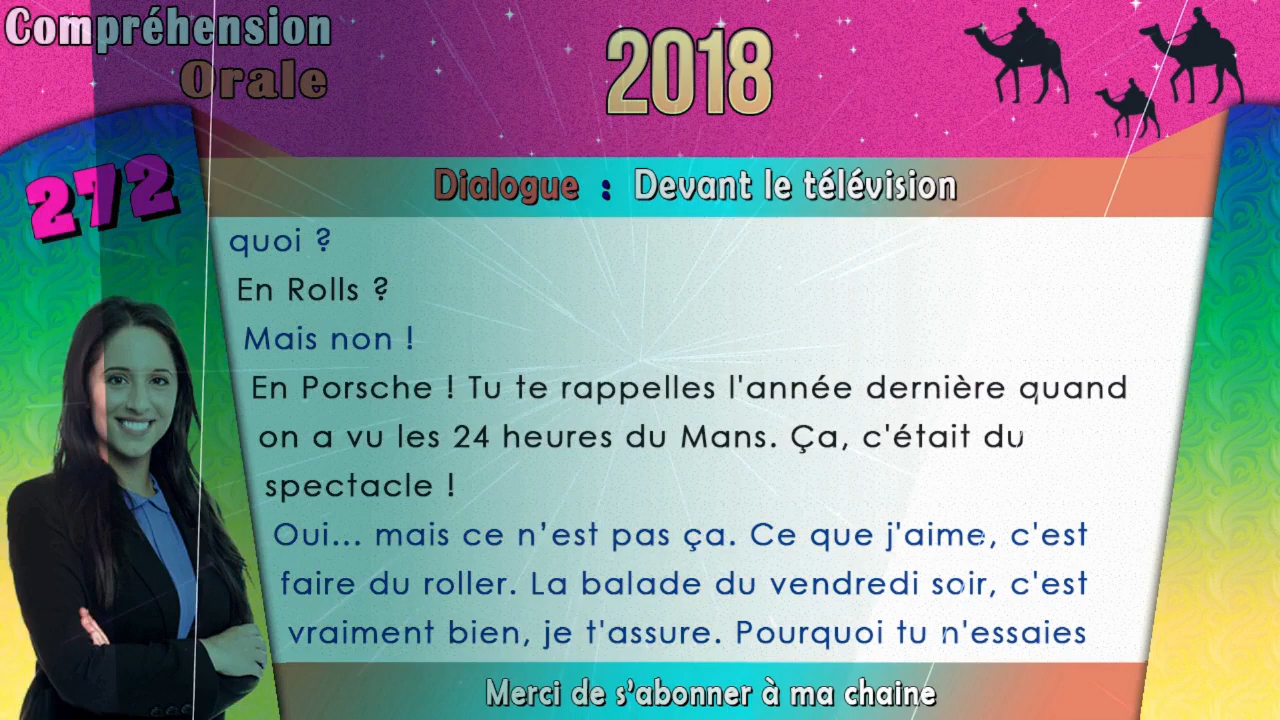 Compréhension
Orale
2018
272
Dialogue : Devant le télévision
quoi ?
En Rolls ?
Mais non !
En Porsche ! Tu te rappelles l'année dernière quand
on a vu les 24 heures du Mans. Ça, c'était du
spectacle !
Oui... mais ce n’est pas ça. Ce que j'aime, c'est
faire du roller. La balade du vendredi soir, c'est
vraiment bien, je t'assure. Pourquoi tu n'essaies
Merci de s’abonner à ma chaine